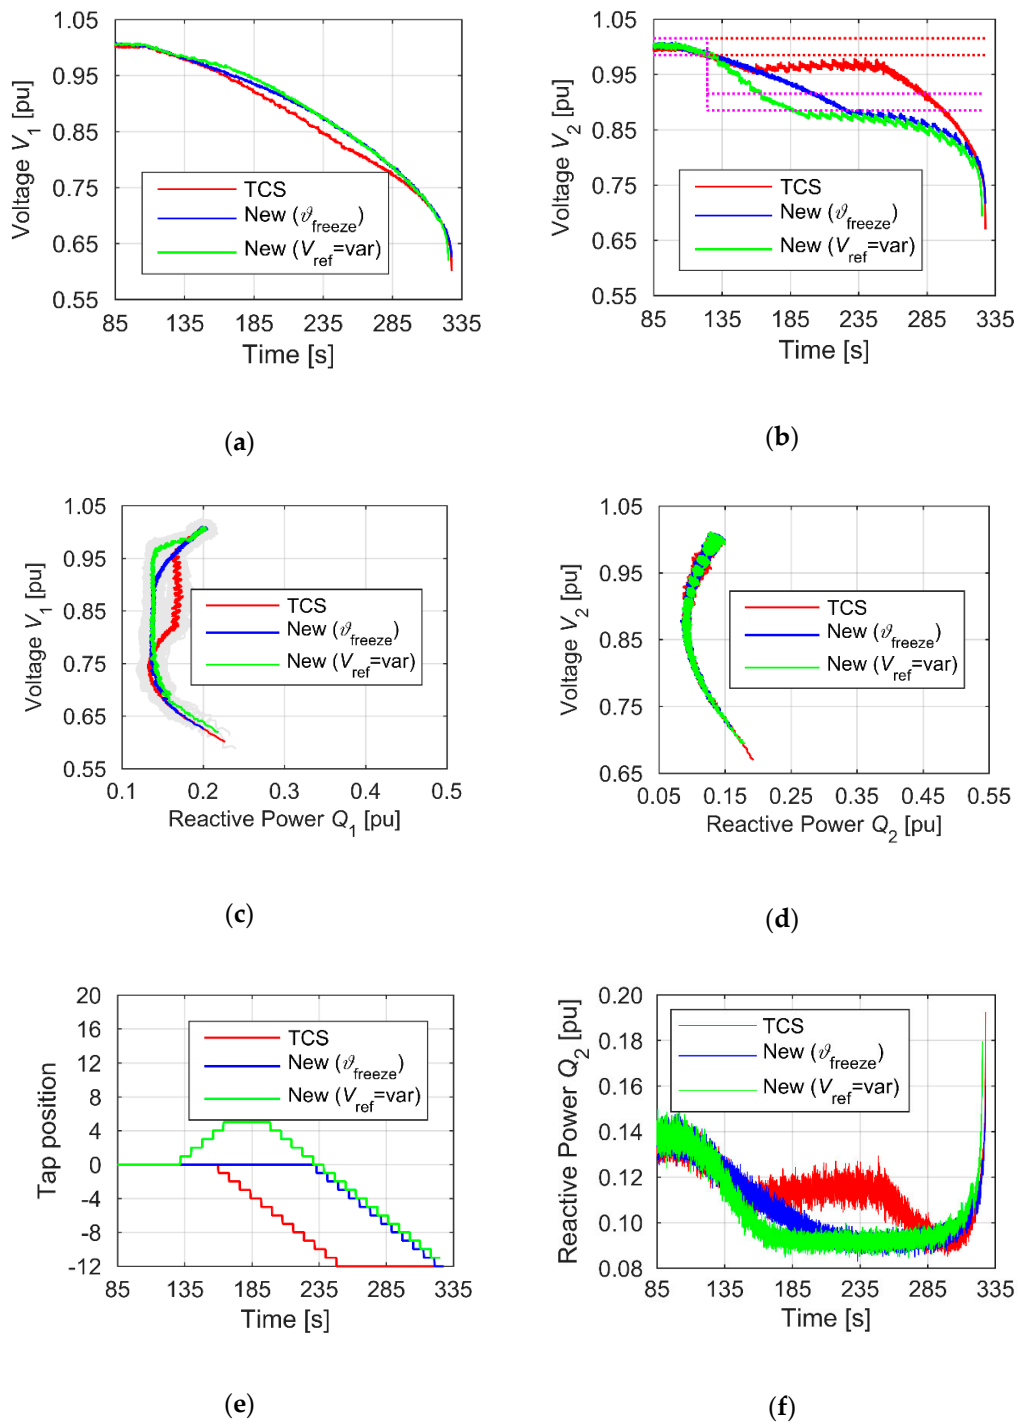 1.05
0.95
0.85
0.75
0.65
0.55
Voltage V1 [pu]
TCS
New (ϑfreeze)
New (Vref=var)
85 135 185 235 285 335
Time [s]
(a)
1.05
0.95
0.85
0.75
0.65
0.55
Voltage V2 [pu]
TCS
New (ϑfreeze)
New (Vref=var)
85 135 185 235 285 335
Time [s]
(b)
1.05
0.95
0.85
0.75
0.65
0.55
Voltage V1 [pu]
TCS
New (ϑfreeze)
New (Vref=var)
0.1 0.2 0.3 0.4 0.5
Reactive Power Q1 [pu]
(c)
1.05
0.95
0.85
0.75
0.65
Voltage V2 [pu]
TCS
New (ϑfreeze)
New (Vref=var)
0.05 0.15 0.25 0.35 0.45 0.55
Reactive Power Q2 [pu]
(d)
20
16
12
8
4
0
-4
-8
-12
Tap position
TCS
New (ϑfreeze)
New (Vref=var)
85 135 185 235 285 335
Time [s]
(e)
0.20
0.18
0.16
0.14
0.12
0.10
0.08
Reactive Power Q2 [pu]
TCS
New (ϑfreeze)
New (Vref=var)
85 135 185 235 285 335
Time [s]
(f)